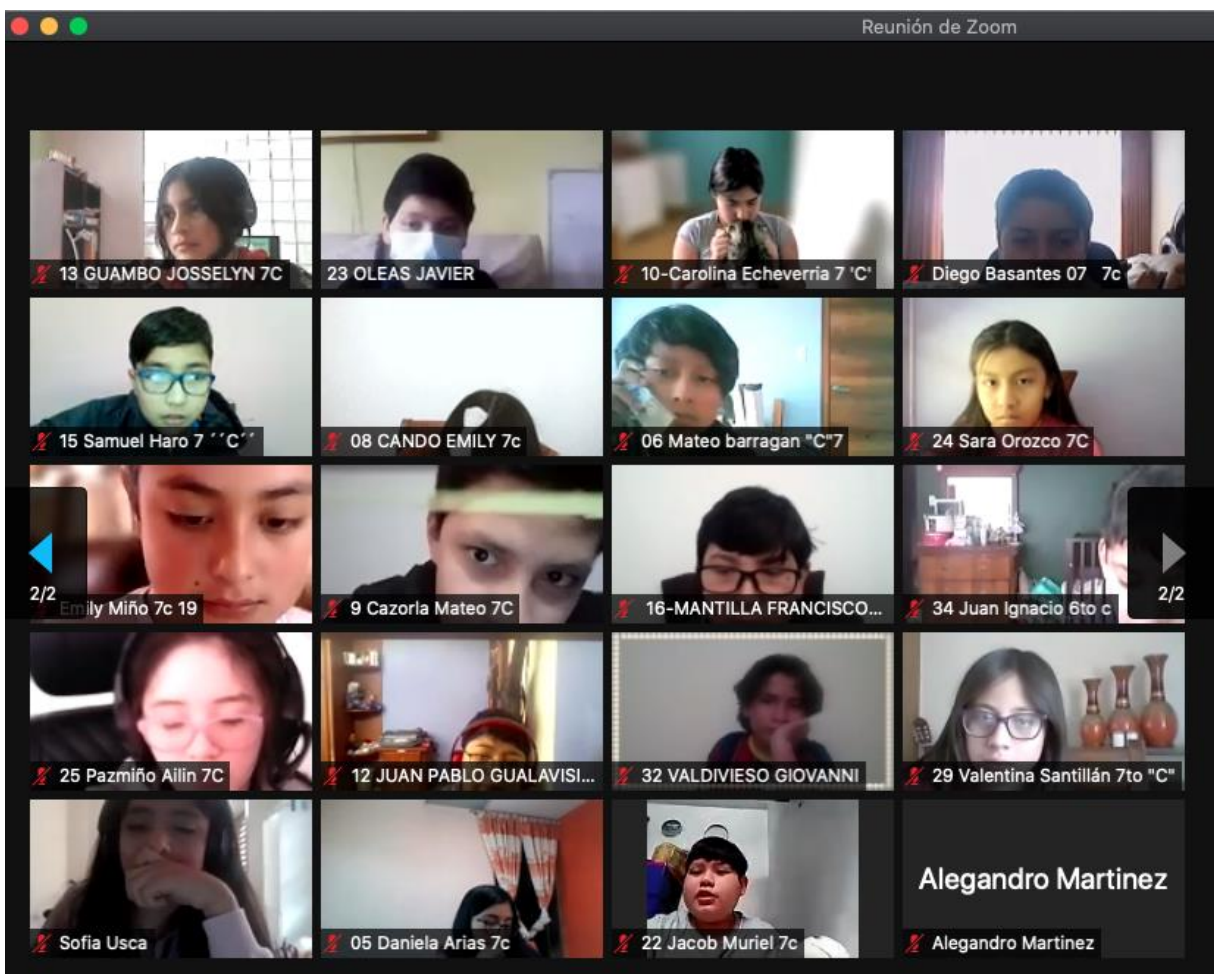 Reunión de Zoom
13 GUAMBO JOSSELYN 7C
23 OLEAS JAVIER
10-Carolina Echeverria 7 'C'
Diego Basantes 07 7c
15 Samuel Haro 7 ´´C´´
08 CANDO EMILY 7c
06 Mateo barragan "C"7
24 Sara Orozco 7C
2/2
Emily Miño 7c 19
9 Cazorla Mateo 7C
16-MANTILLA FRANCISCO...
34 Juan Ignacio 6to c
2/2
25 Pazmiño Ailin 7C
12 JUAN PABLO GUALAVISI...
32 VALDIVIESO GIOVANNI
29 Valentina Santillán 7to "C"
Sofia Usca
05 Daniela Arias 7c
22 Jacob Muriel 7c
Alegandro Martinez
Alegandro Martinez